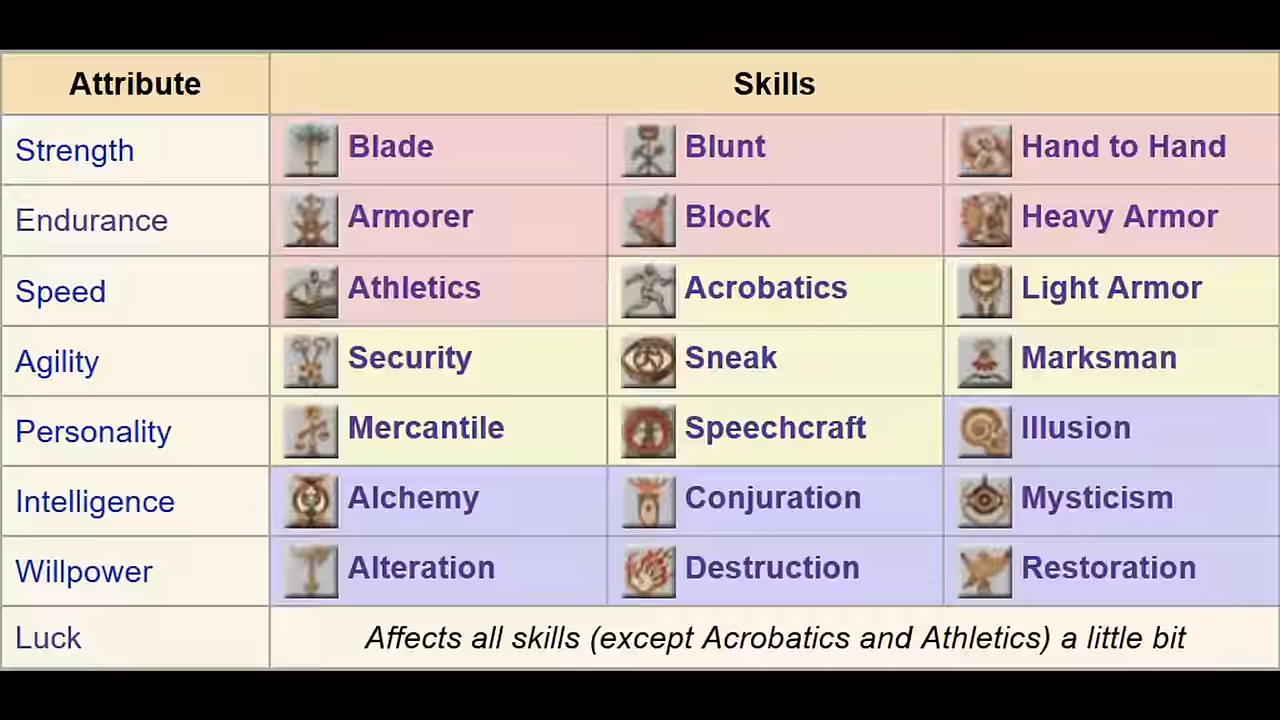 Attribute Skills
Strength Blade Blunt Hand to Hand
Endurance Armorer Block Heavy Armor
Speed Athletics Acrobatics Light Armor
Agility Security Sneak Marksman
Personality Mercantile Speechcraft Illusion
Intelligence Alchemy Conjuration Mysticism
Willpower Alteration Destruction Restoration
Luck Affects all skills (except Acrobatics and Athletics) a little bit